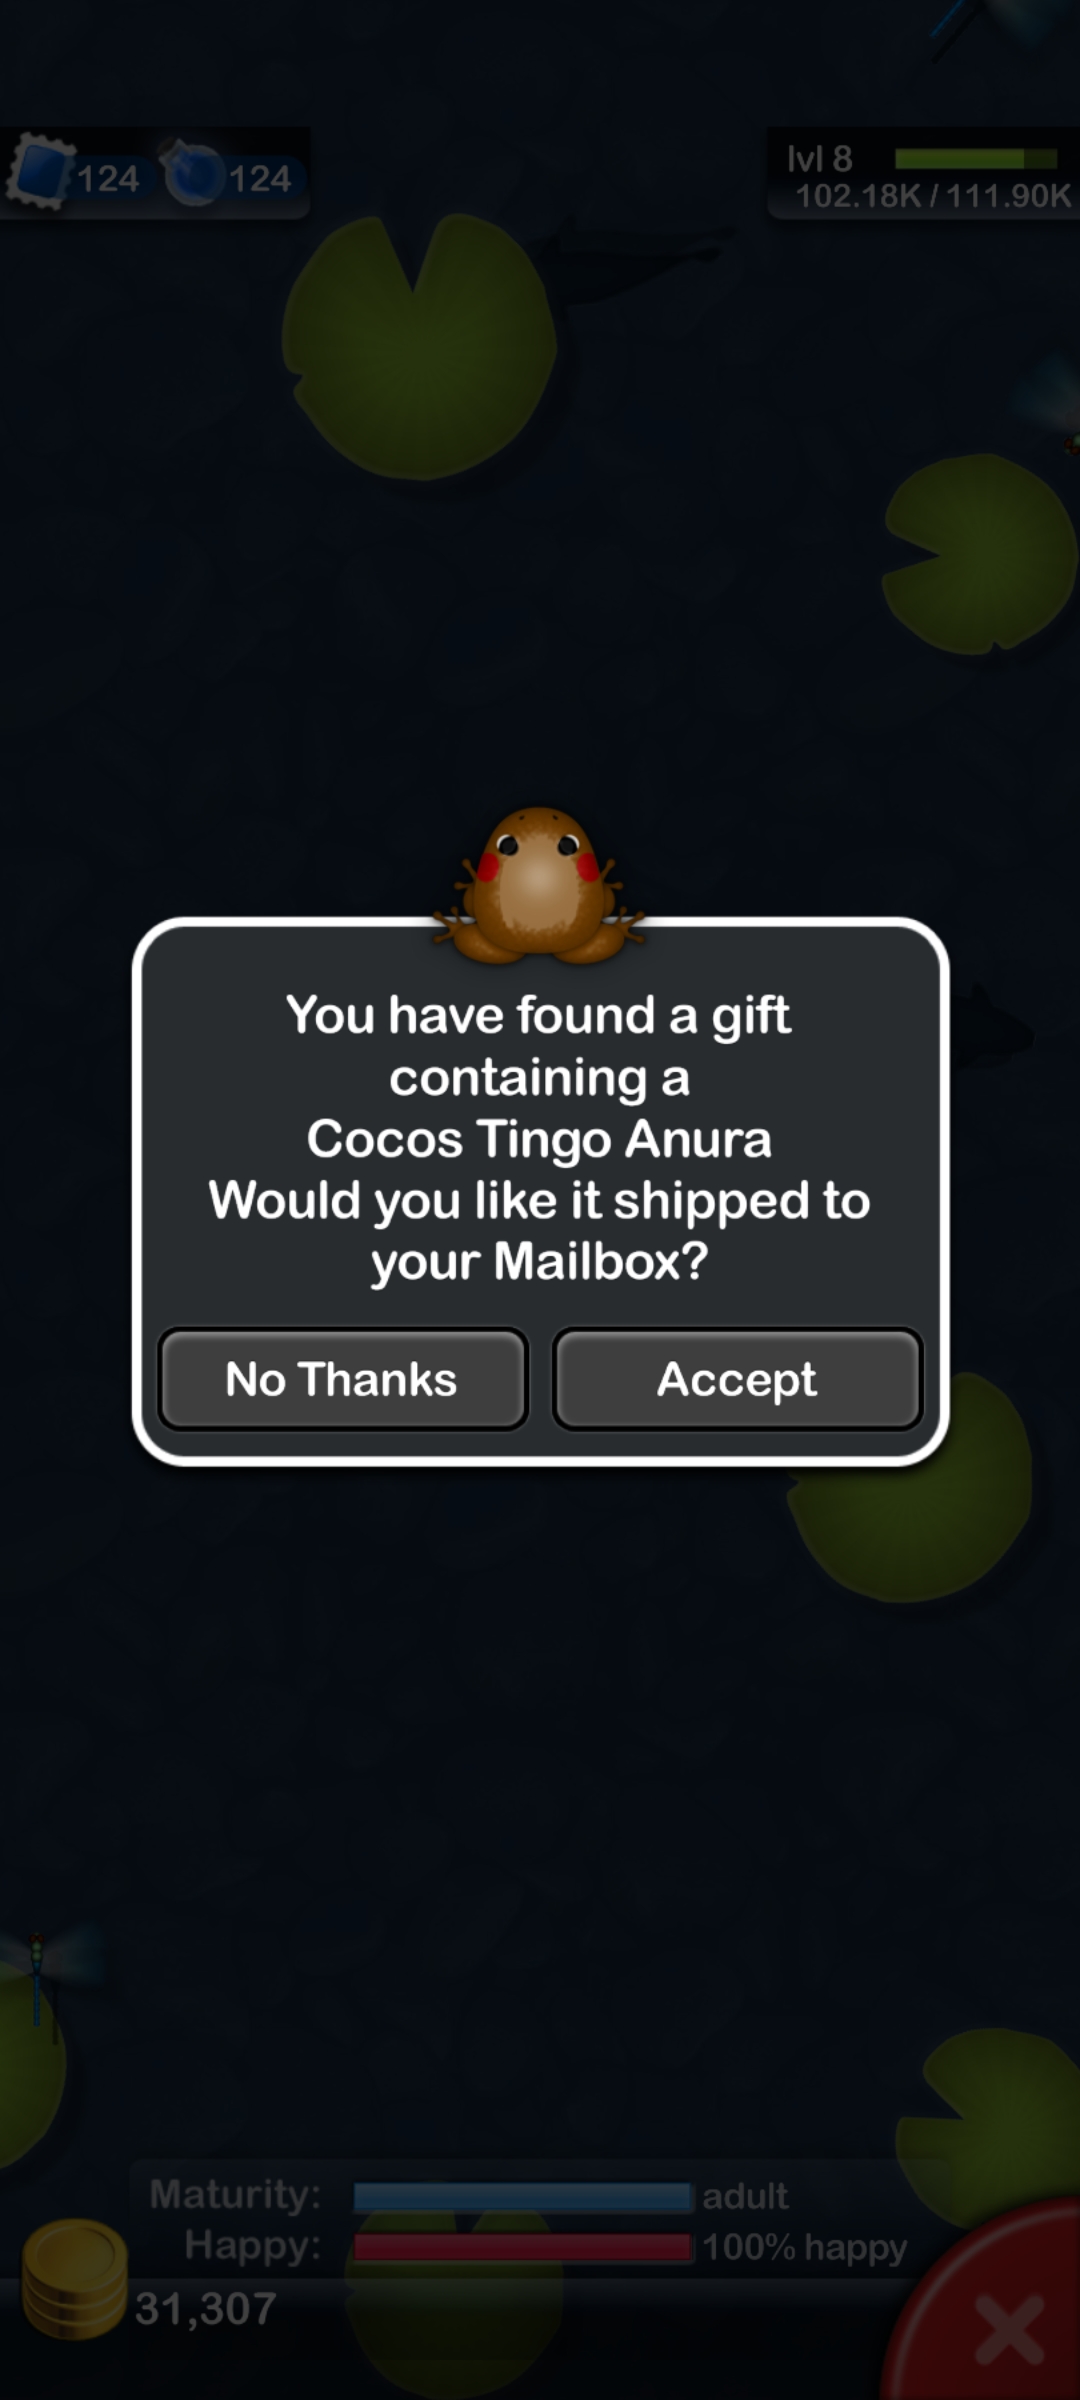 124
124
lvl 8
102.18K / 111.90K
You have found a gift
containing a
Cocos Tingo Anura
Would you like it shipped to
your Mailbox?
No Thanks
Accept
Maturity:
adult
Happy:
100% happy
31,307